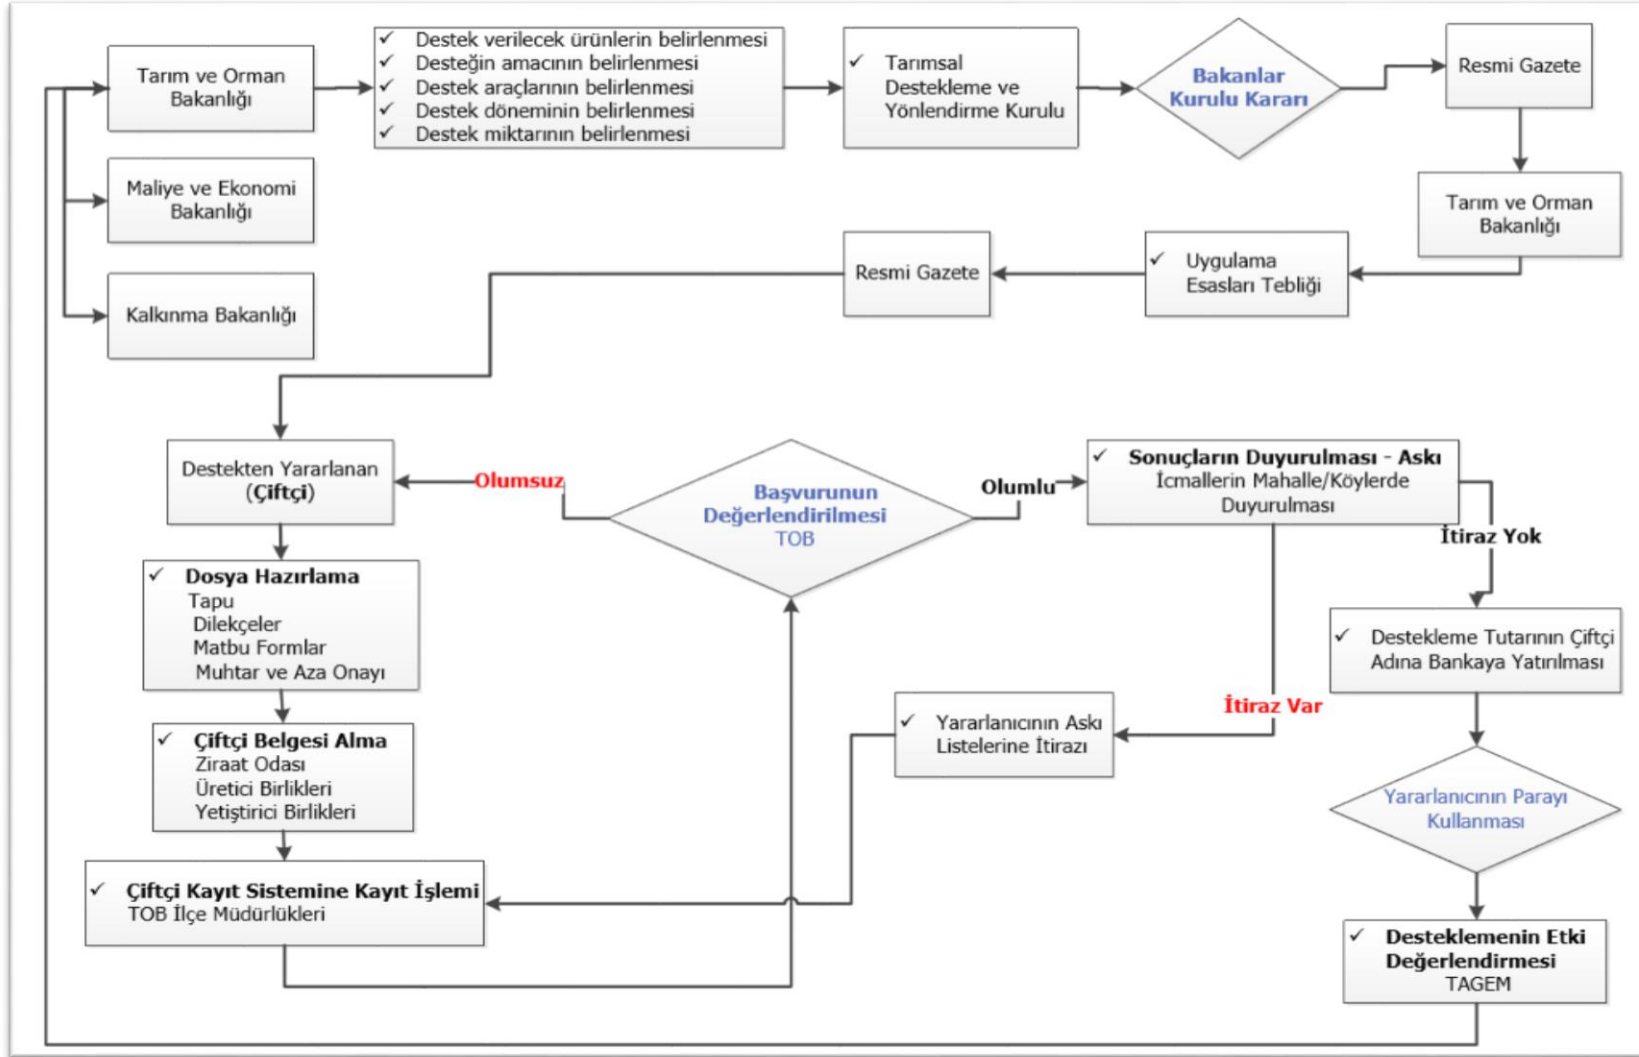 Tarım ve Orman
Bakanlığı
✓ Destek verilecek ürünlerin belirlenmesi
✓ Desteğin amacının belirlenmesi
✓ Destek araçlarının belirlenmesi
✓ Destek döneminin belirlenmesi
✓ Destek miktarının belirlenmesi
✓ Tarımsal
Destekleme ve
Yönlendirme Kurulu
Bakanlar
Kurulu Kararı
Resmi Gazete
Maliye ve Ekonomi
Bakanlığı
Kalkınma Bakanlığı
Tarım ve Orman
Bakanlığı
✓ Uygulama
Esasları Tebliği
Resmi Gazete
Destekten Yararlanan
(Çiftçi)
Olumsuz
Başvurunun
Değerlendirilmesi
TOB
Olumlu
✓ Sonuçların Duyurulması - Askı
İcmallerin Mahalle/Köylerde
Duyurulması
İtiraz Yok
✓ Dosya Hazırlama
Tapu
Dilekçeler
Matbu Formlar
Muhtar ve Aza Onayı
✓ Destekleme Tutarının Çiftçi
Adına Bankaya Yatırılması
İtiraz Var
✓ Yararlanıcının Askı
Listelerine İtirazı
✓ Çiftçi Belgesi Alma
Ziraat Odası
Üretici Birlikleri
Yetiştirici Birlikleri
Yararlanıcının Parayı
Kullanması
✓ Çiftçi Kayıt Sistemine Kayıt İşlemi
TOB İlçe Müdürlükleri
✓ Desteklemenin Etki
Değerlendirmesi
TAGEM